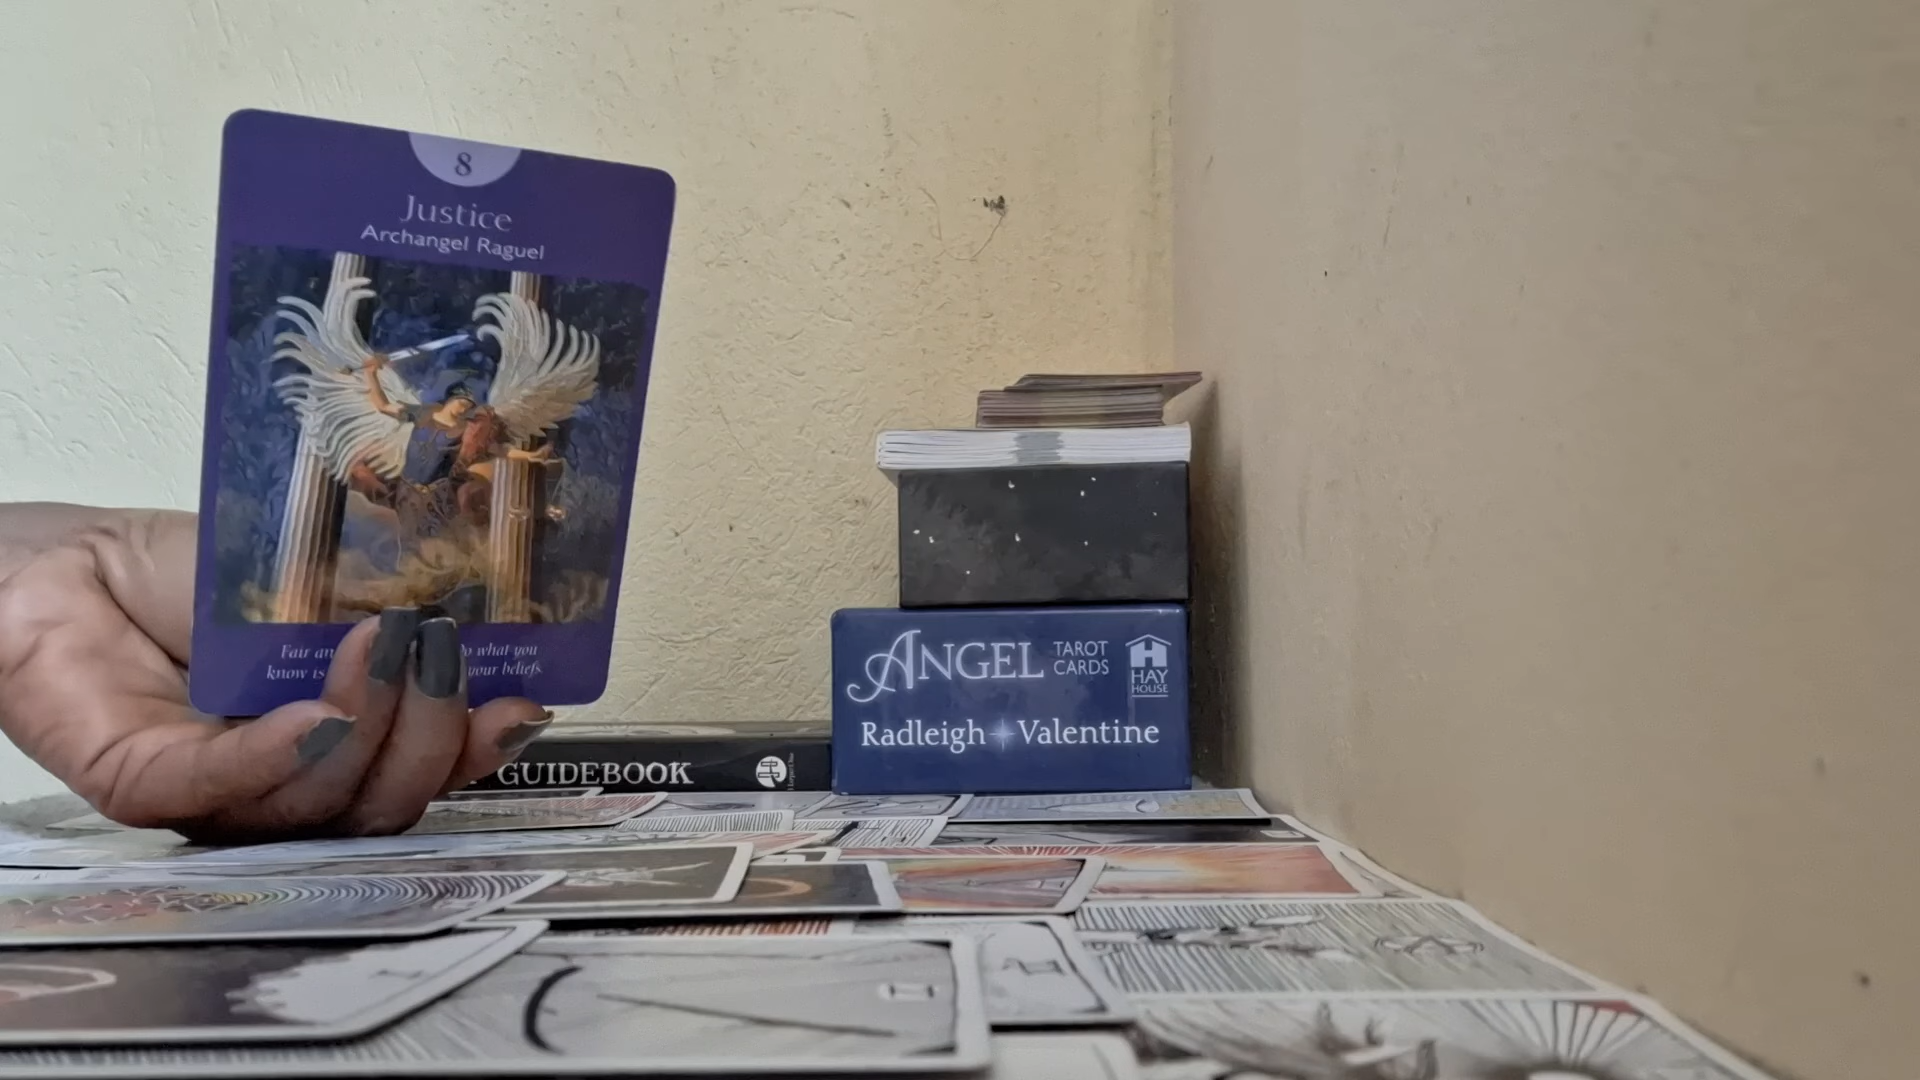 8
Justice
Archangel Raguel
Fair an o what you
know is your beliefs.
ANGEL TAROT
CARDS
HAY
HOUSE
Radleigh Valentine
GUIDEBOOK